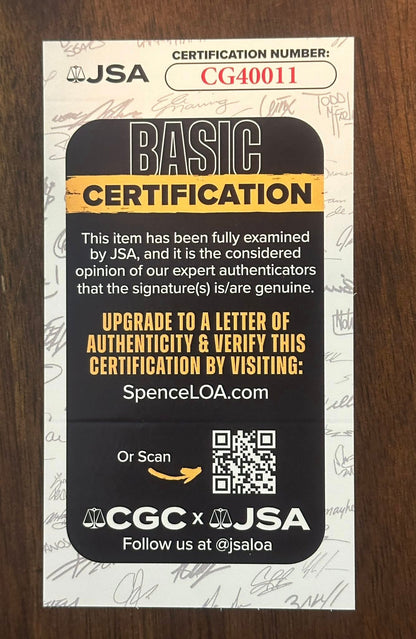 JSA
CERTIFICATION NUMBER:
CG40011
BASIC
CERTIFICATION
This item has been fully examined
by JSA, and it is the considered
opinion of our expert authenticators
that the signature(s) is/are genuine.
UPGRADE TO A LETTER OF
AUTHENTICITY & VERIFY THIS
CERTIFICATION BY VISITING:
SpenceLOA.com
Or Scan
CGC x JSA
Follow us at @jsaloa